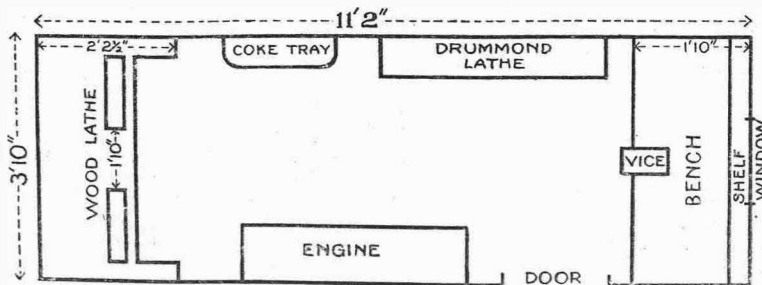 11'2"
2'2½"
COKE TRAY
DRUMMOND
LATHE
1'10"
3'10"
WOOD LATHE
1'10"
VICE
BENCH
SHELF
WINDOW
ENGINE
DOOR